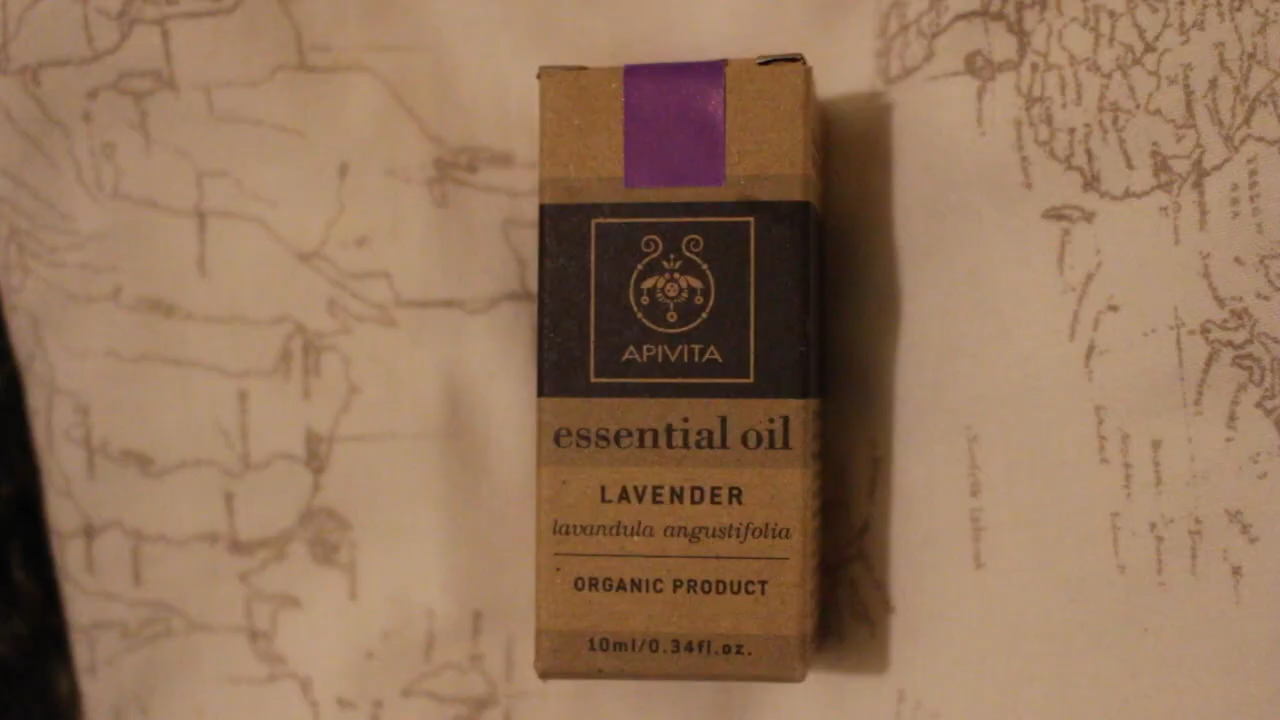 APIVITA
essential oil
LAVENDER
lavandula angustifolia
ORGANIC PRODUCT
10ml/0.34fl.oz.